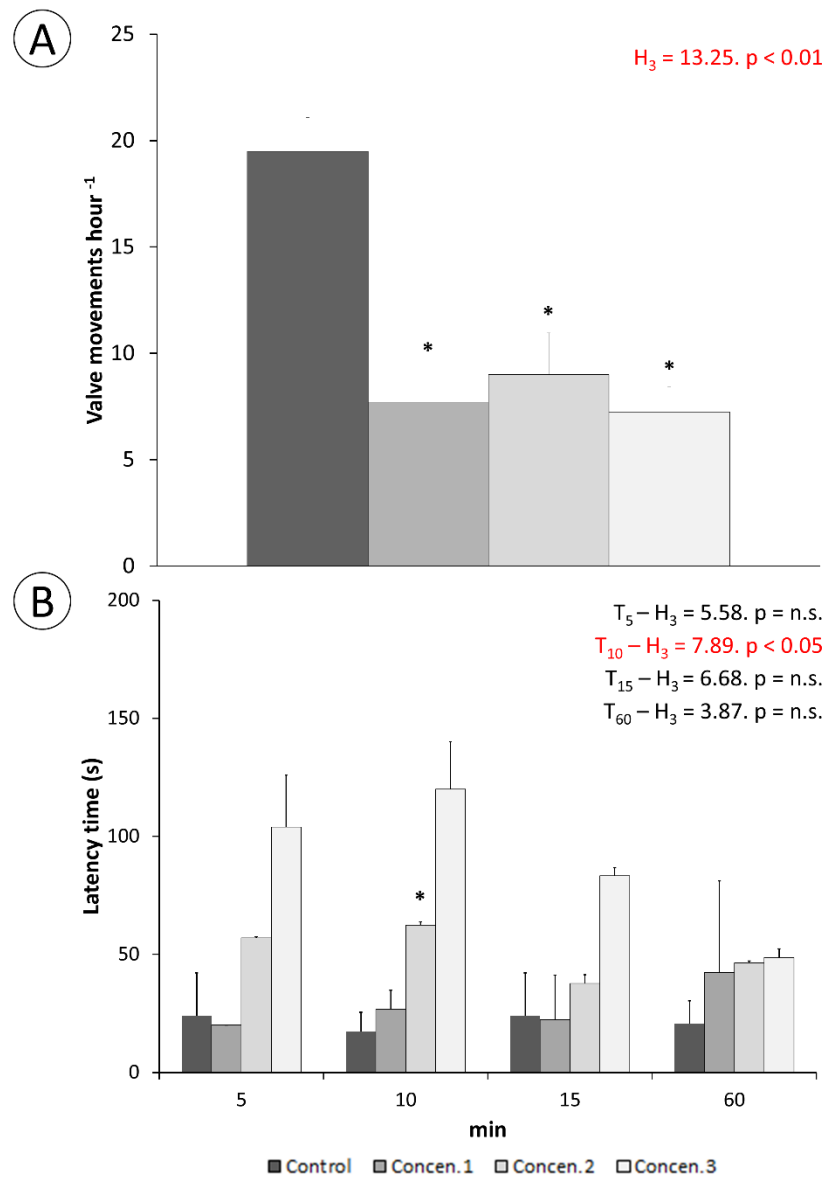 A
25
H₃ = 13.25. p < 0.01
20
15
10
5
0
Valve movements hour ⁻¹
*
*
*
B
200
150
100
50
0
Latency time (s)
T₅ – H₃ = 5.58. p = n.s.
T₁₀ – H₃ = 7.89. p < 0.05
T₁₅ – H₃ = 6.68. p = n.s.
T₆₀ – H₃ = 3.87. p = n.s.
*
5 10 15 60
min
Control Concen.1 Concen.2 Concen.3